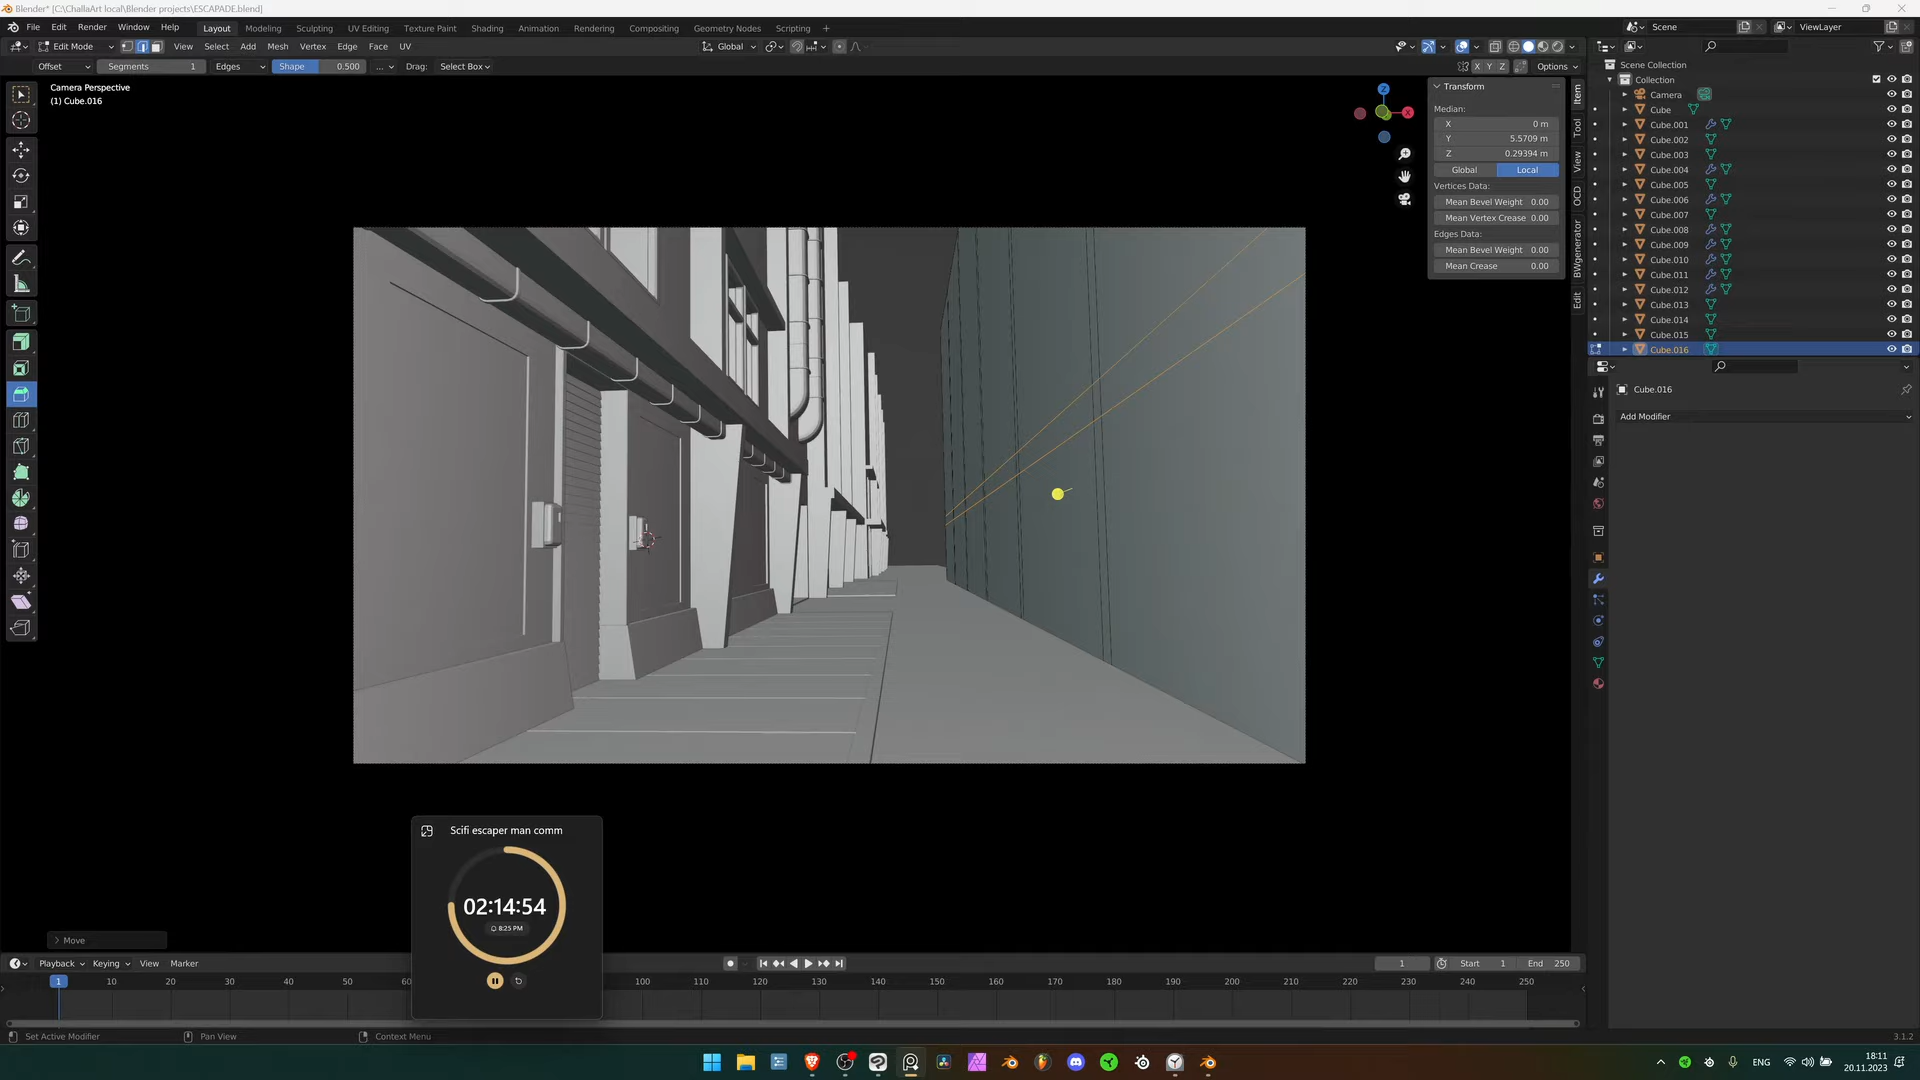 Blender* [C:\ChallaArt local\Blender projects\ESCAPADE.blend]
File Edit Render Window Help Layout Modeling Sculpting UV Editing Texture Paint Shading Animation Rendering Compositing Geometry Nodes Scripting +
Scene ViewLayer
Edit Mode View Select Add Mesh Vertex Edge Face UV Global
Offset Segments 1 Edges Shape 0.500 ... Drag: Select Box X Y Z Options
Camera Perspective
(1) Cube.016
Z
X
Transform
Median:
X 0 m
Y 5.5709 m
Z 0.29394 m
Global Local
Vertices Data:
Mean Bevel Weight 0.00
Mean Vertex Crease 0.00
Edges Data:
Mean Bevel Weight 0.00
Mean Crease 0.00
Item
Tool
View
OCD
BWgenerator
Edit
Scene Collection
Collection
Camera
Cube
Cube.001
Cube.002
Cube.003
Cube.004
Cube.005
Cube.006
Cube.007
Cube.008
Cube.009
Cube.010
Cube.011
Cube.012
Cube.013
Cube.014
Cube.015
Cube.016
Cube.016
Add Modifier
Scifi escaper man comm
02:14:54
8:25 PM
Move
Playback Keying View Marker
1 Start 1 End 250
1 10 20 30 40 50 60 100 110 120 130 140 150 160 170 180 190 200 210 220 230 240 250
Set Active Modifier Pan View Context Menu 3.1.2
ENG
18:11
20.11.2023